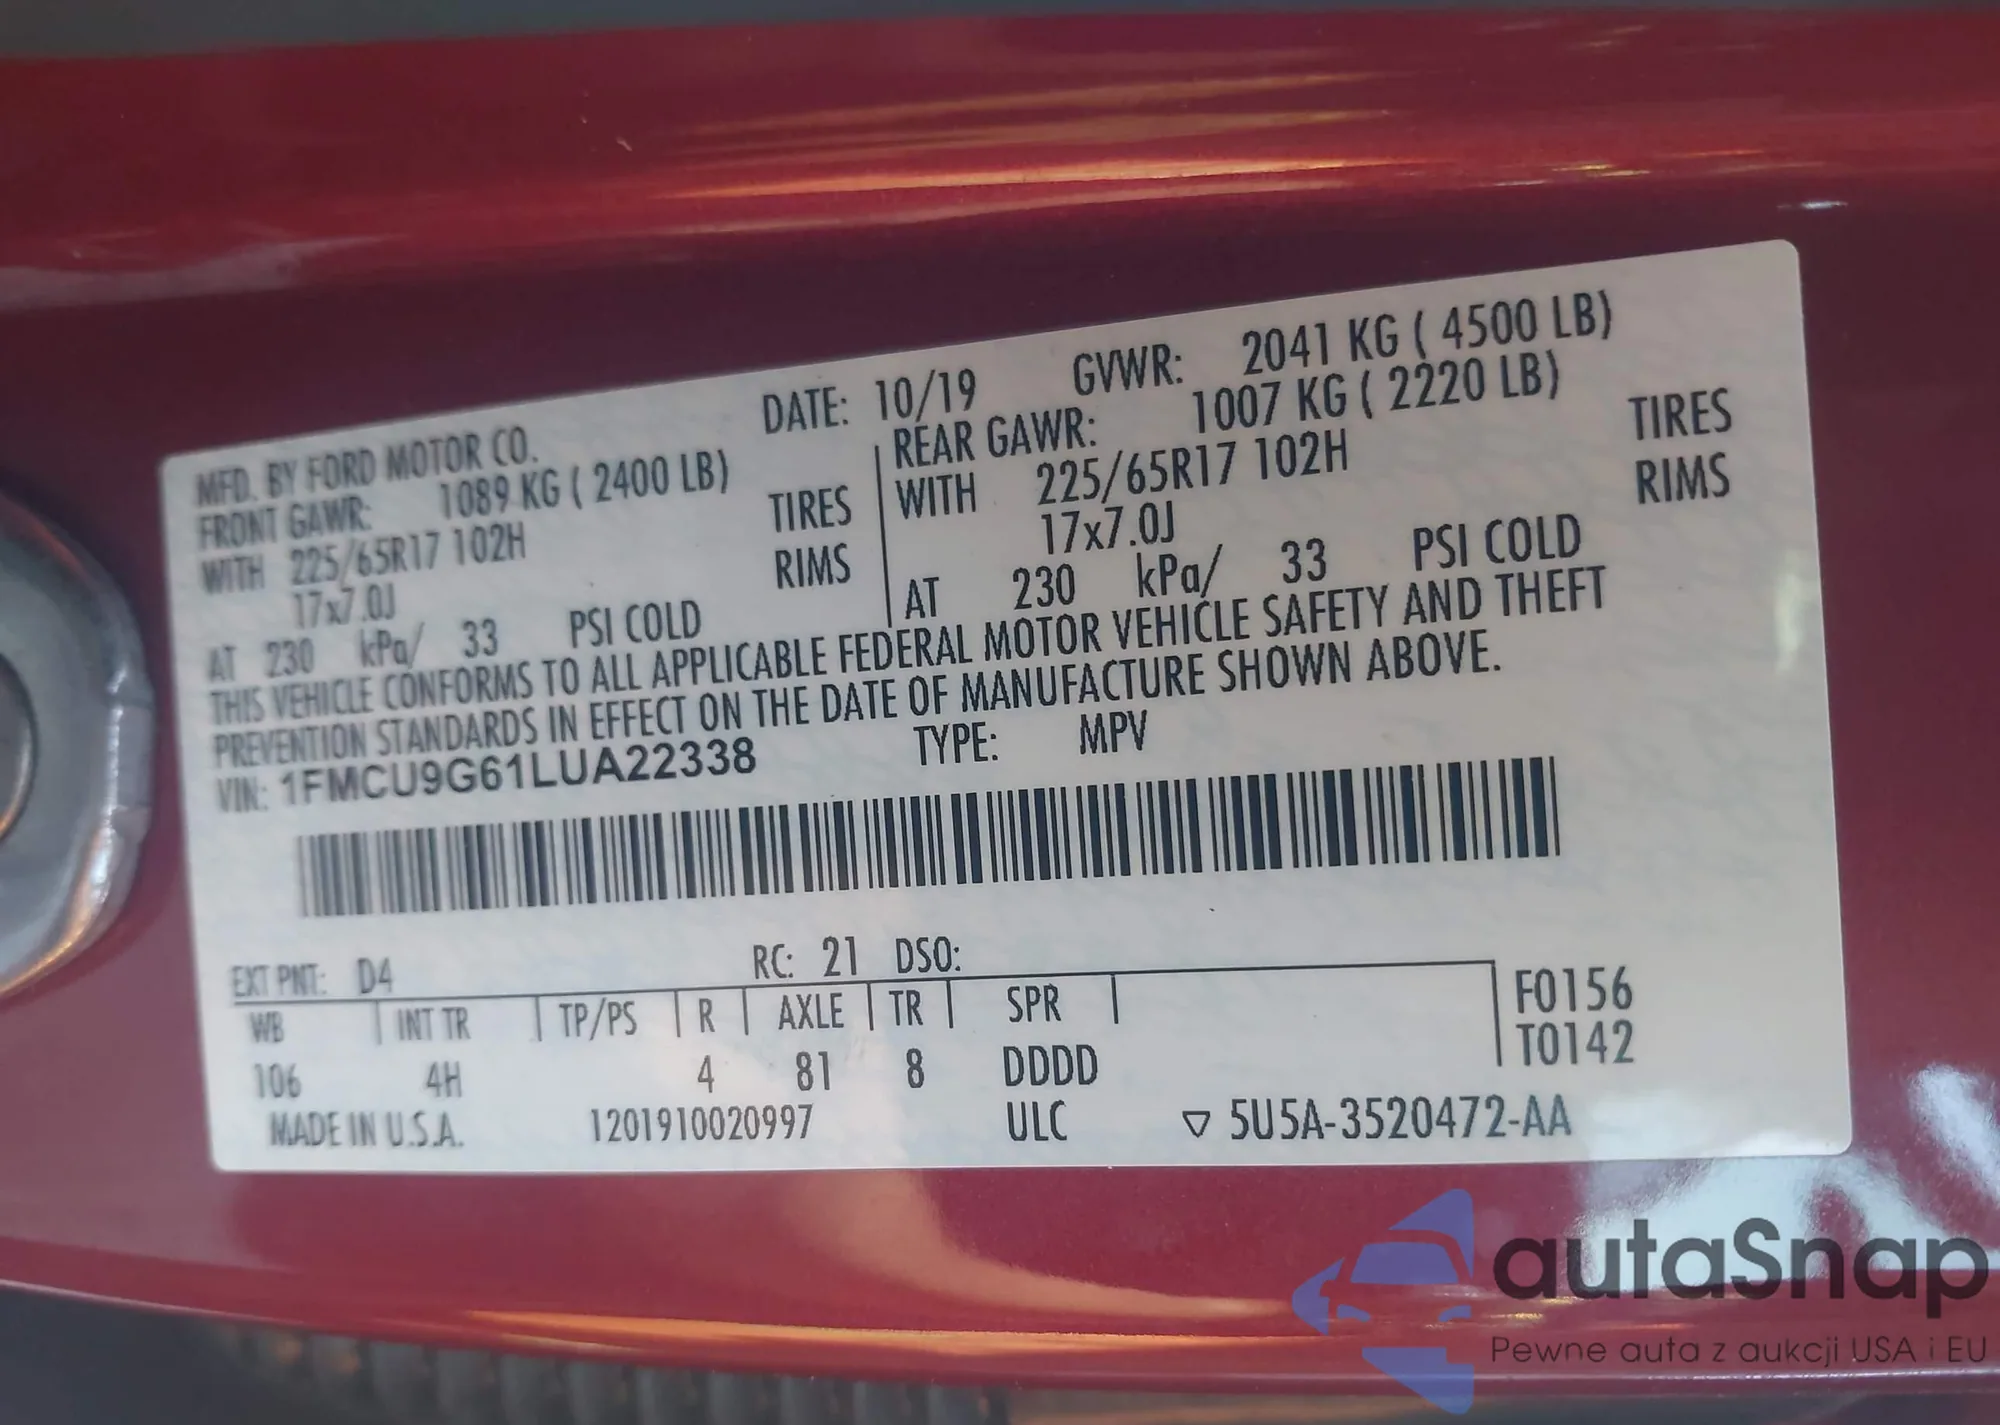 DATE: 10/19 GVWR: 2041 KG ( 4500 LB)
MFD. BY FORD MOTOR CO.
FRONT GAWR: 1089 KG ( 2400 LB)
WITH 225/65R17 102H TIRES
17x7.0J RIMS
AT 230 kPa/ 33 PSI COLD
REAR GAWR: 1007 KG ( 2220 LB)
WITH 225/65R17 102H TIRES
17x7.0J RIMS
AT 230 kPa/ 33 PSI COLD
THIS VEHICLE CONFORMS TO ALL APPLICABLE FEDERAL MOTOR VEHICLE SAFETY AND THEFT
PREVENTION STANDARDS IN EFFECT ON THE DATE OF MANUFACTURE SHOWN ABOVE.
VIN: 1FMCU9G61LUA22338 TYPE: MPV
EXT PNT: D4 RC: 21 DSO:
WB INT TR TP/PS R AXLE TR SPR F0156
T0142
106 4H 4 81 8 DDDD
MADE IN U.S.A. 1201910020997 ULC ▽ 5U5A-3520472-AA
autaSnap
Pewne auta z aukcji USA i EU